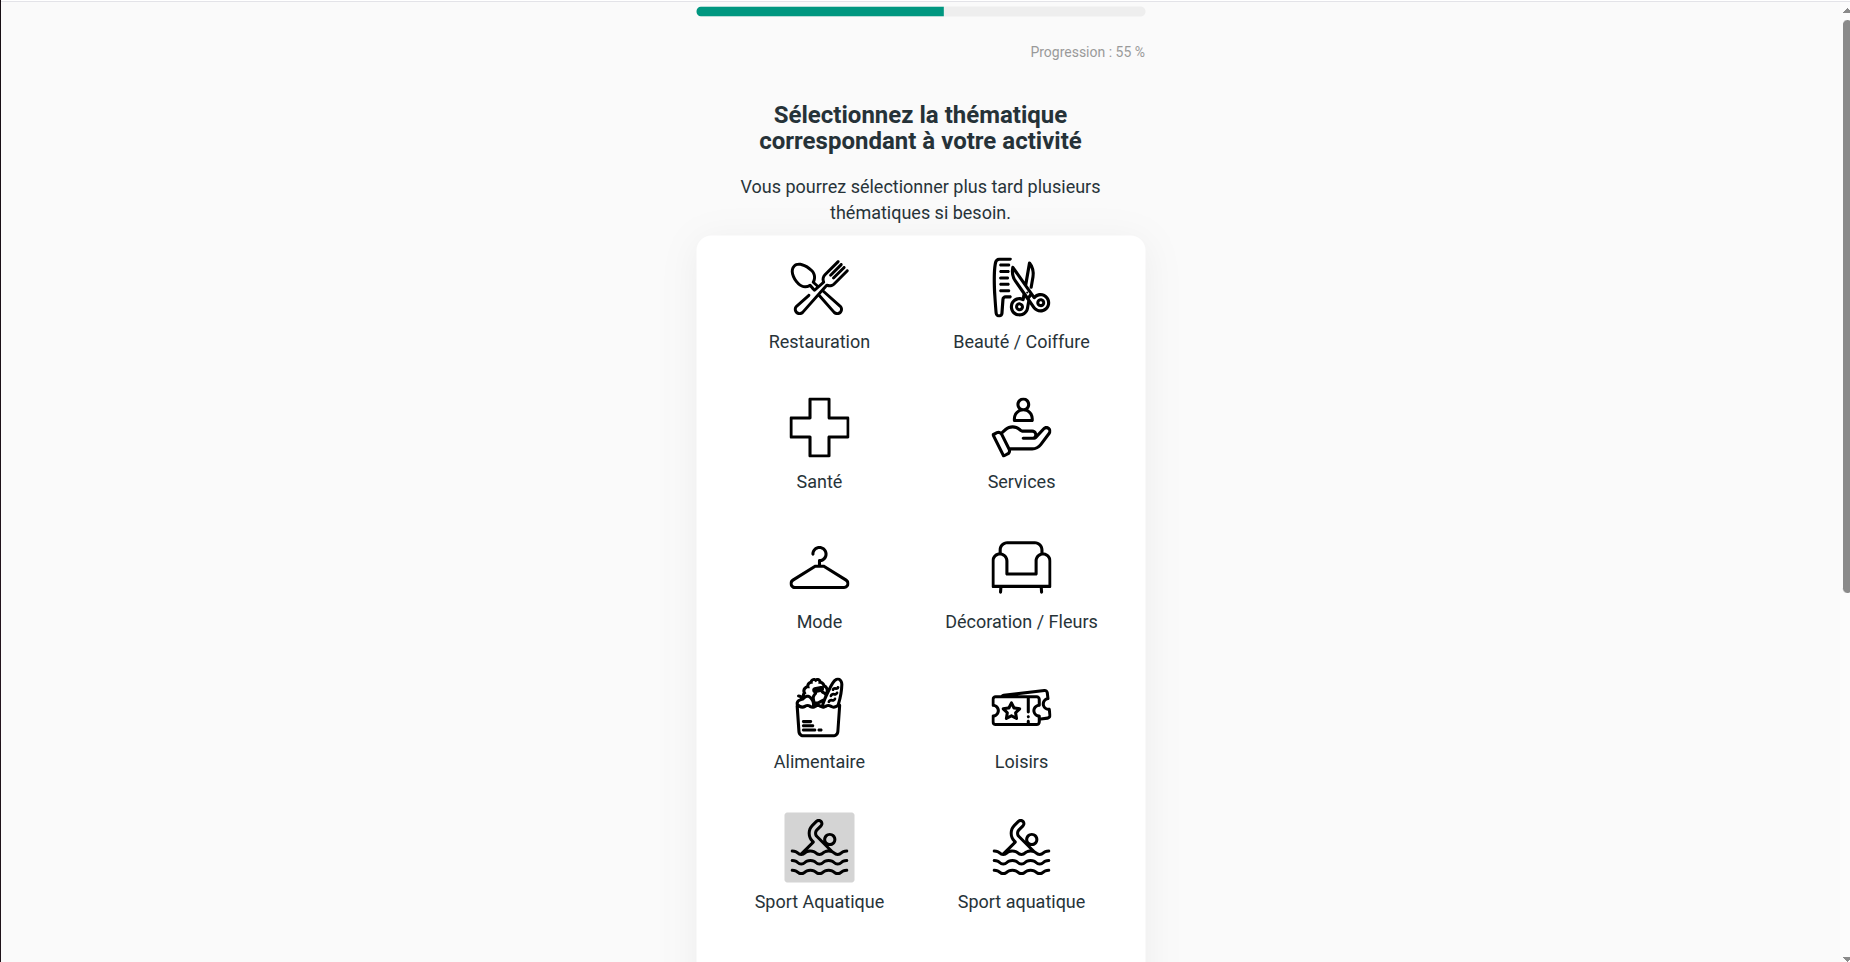 Progression : 55 %
Sélectionnez la thématique
correspondant à votre activité
Vous pourrez sélectionner plus tard plusieurs
thématiques si besoin.
Restauration
Beauté / Coiffure
Santé
Services
Mode
Décoration / Fleurs
Alimentaire
Loisirs
Sport Aquatique
Sport aquatique